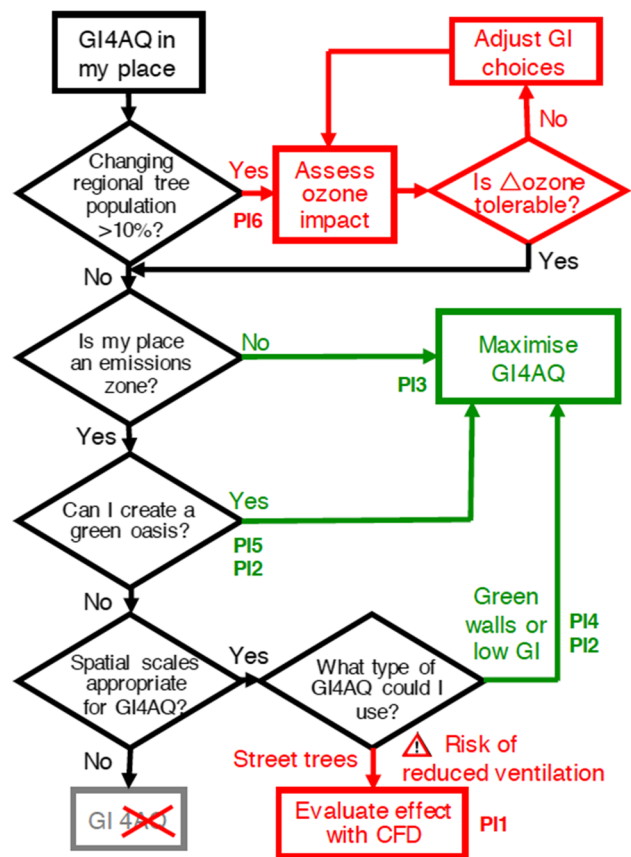 GI4AQ in
my place
Adjust GI
choices
No
Changing
regional tree
population
>10%?
Yes
PI6
Assess
ozone
impact
Is △ozone
tolerable?
Yes
No
Is my place
an emissions
zone?
No
PI3
Maximise
GI4AQ
Yes
Can I create a
green oasis?
Yes
PI5
PI2
No
Green
walls or
low GI
PI4
PI2
Spatial scales
appropriate
for GI4AQ?
Yes
What type of
GI4AQ could I
use?
No
Street trees
Risk of
reduced ventilation
GI 4AQ
Evaluate effect
with CFD
PI1